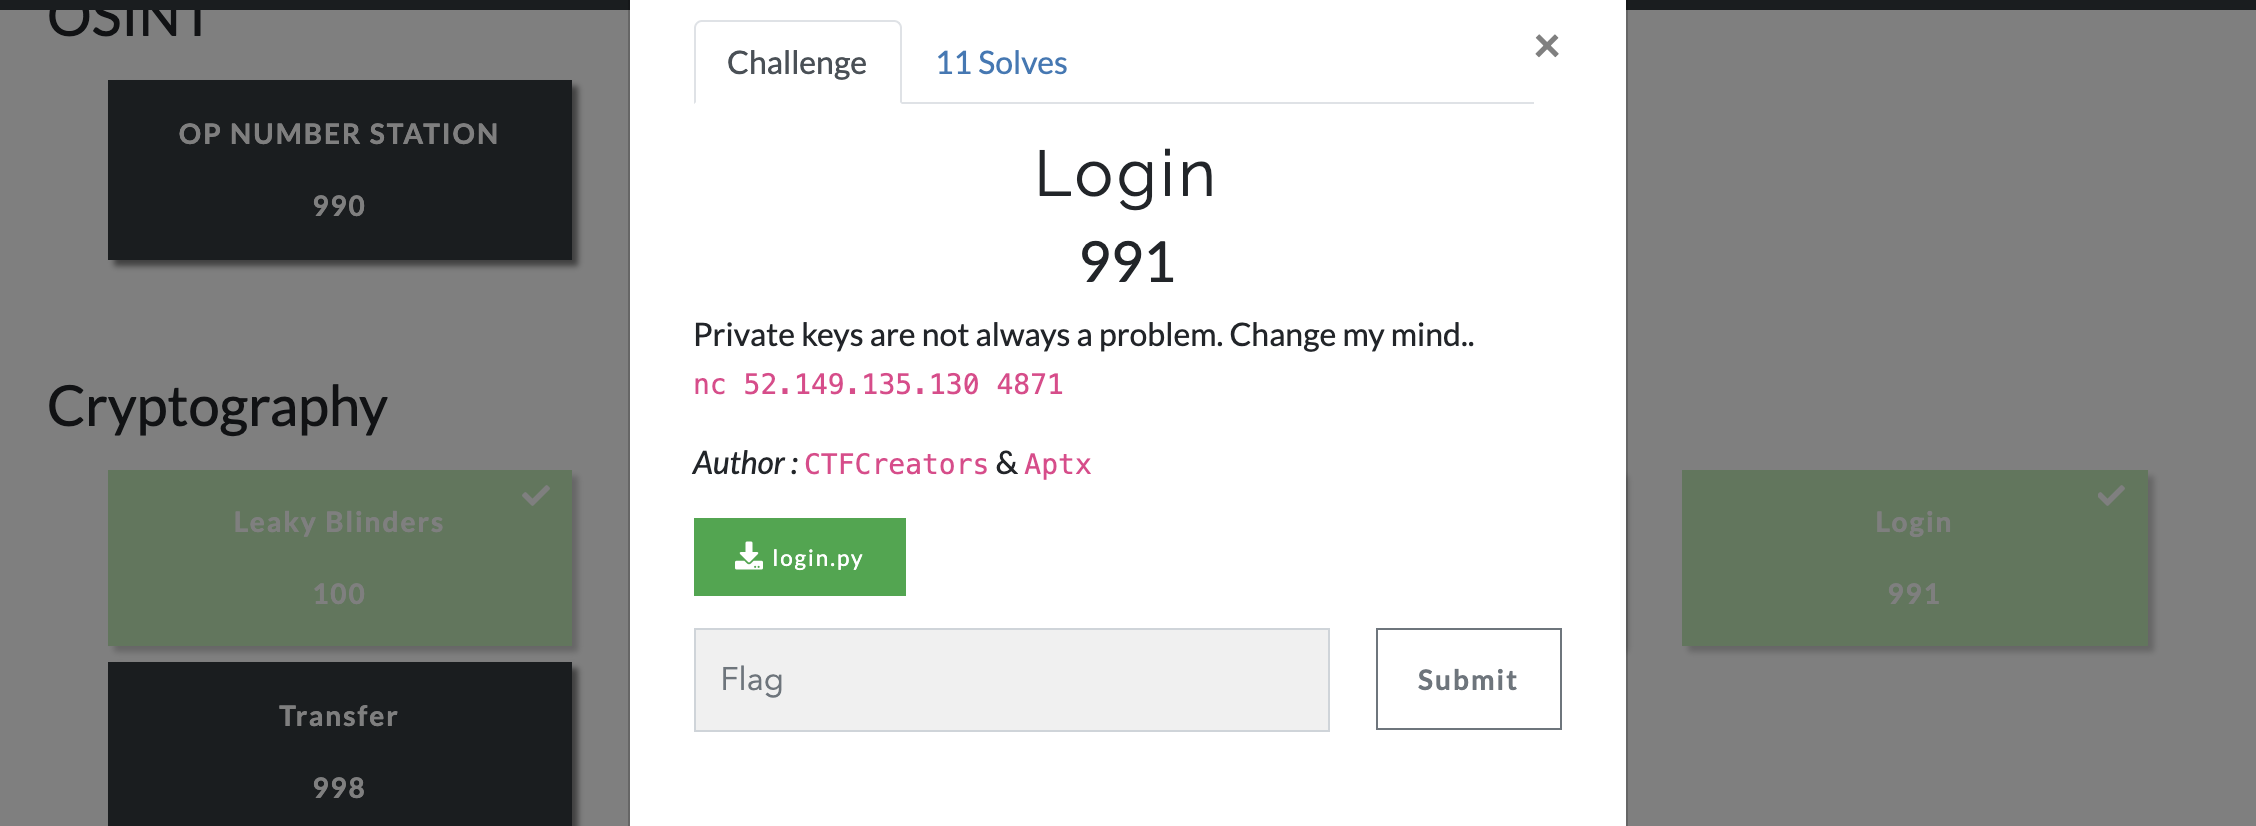 OSINT
OP NUMBER STATION
990
Cryptography
Leaky Blinders
100
Transfer
998
Challenge
11 Solves
×
Login
991
Private keys are not always a problem. Change my mind..
nc 52.149.135.130 4871
Author : CTFCreators & Aptx
login.py
Flag
Submit
Login
991